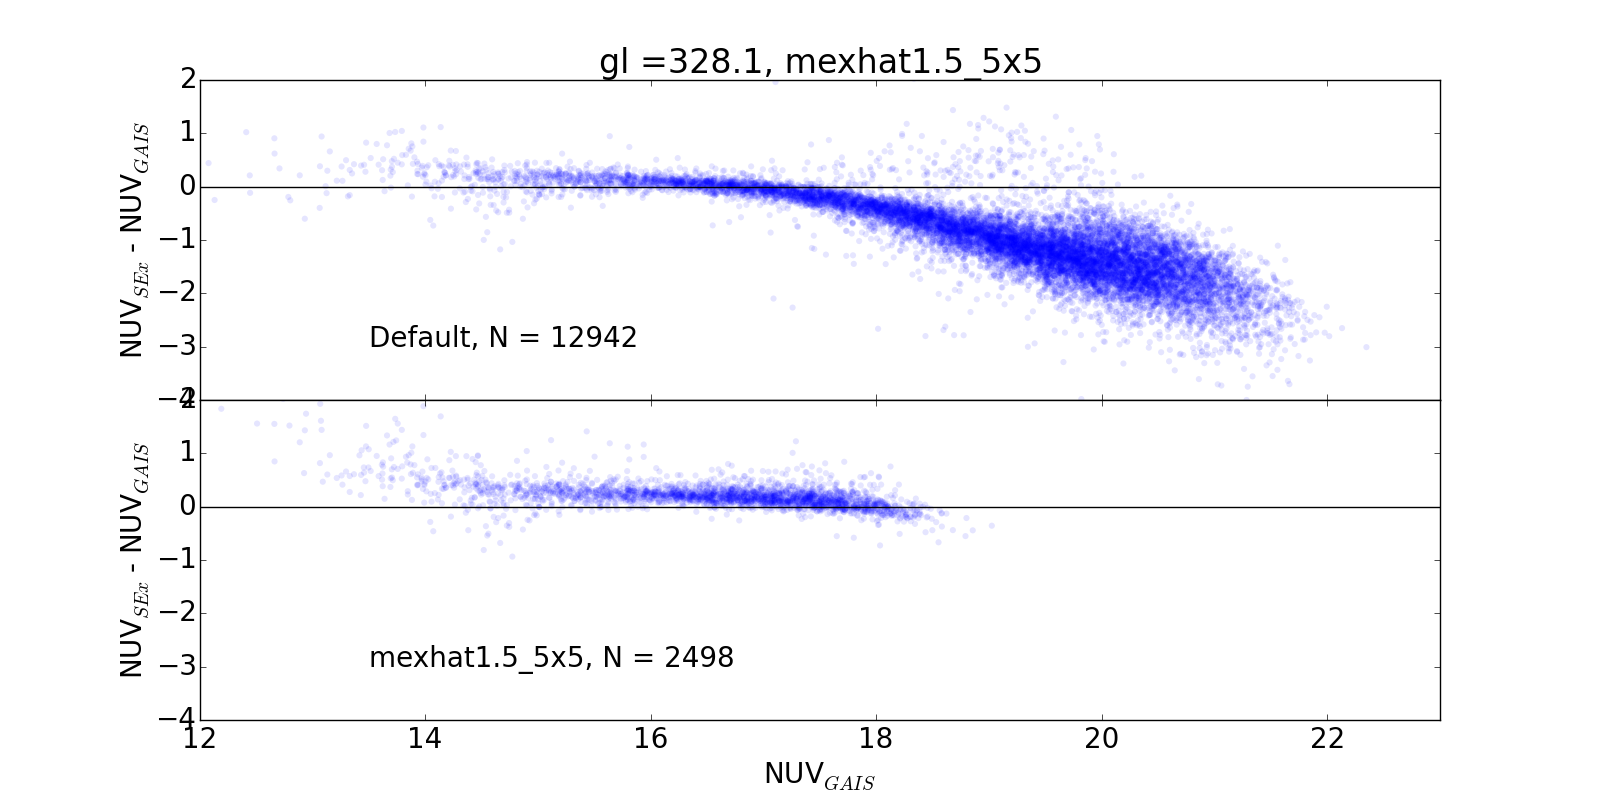 gl =328.1, mexhat1.5_5x5
2
1
0
−1
−2
−3
−4
NUV_SEx - NUV_GAIS
Default, N = 12942
2
1
0
−1
−2
−3
−4
NUV_SEx - NUV_GAIS
mexhat1.5_5x5, N = 2498
12 14 16 18 20 22
NUV_GAIS